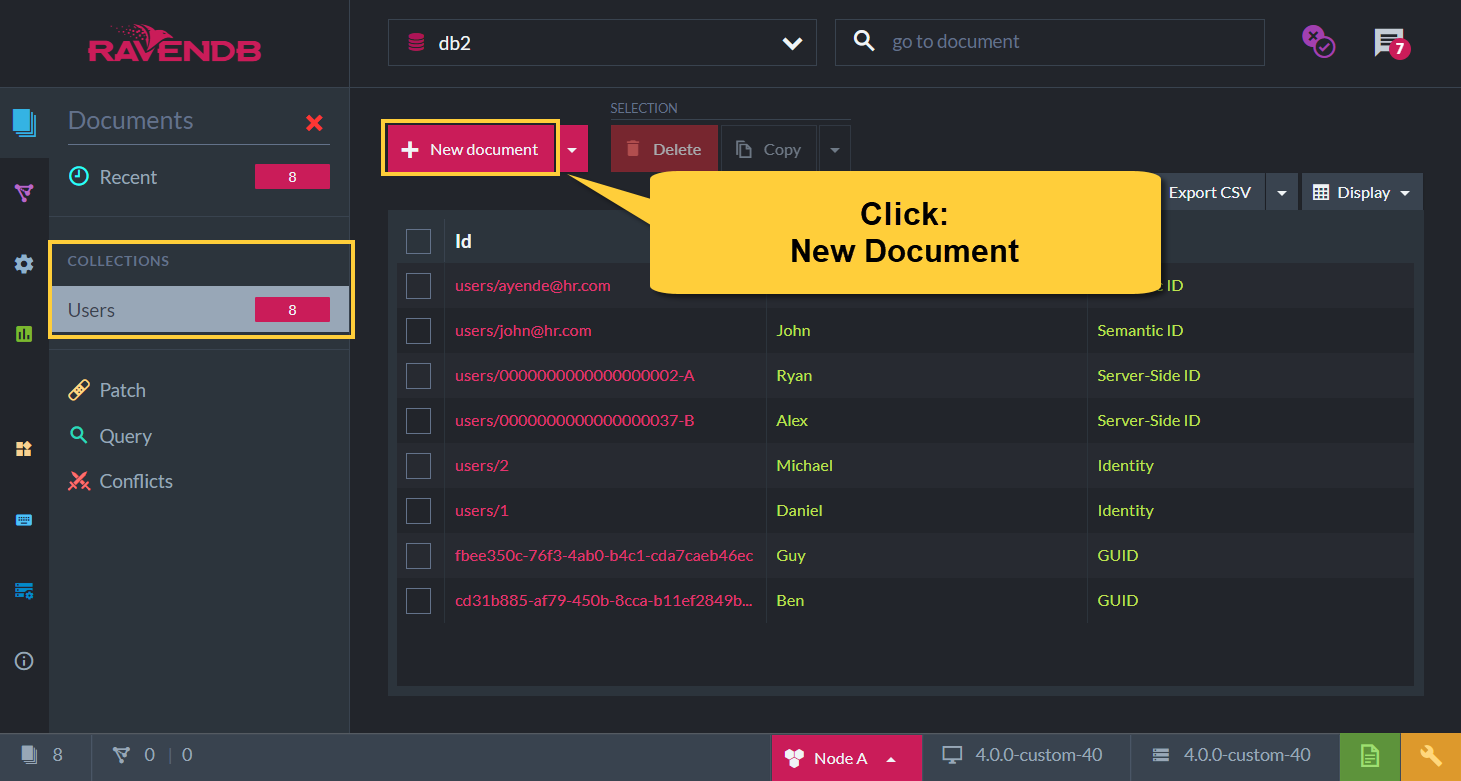 RAVENDB
db2
go to document
7
Documents
Recent 8
COLLECTIONS
Users 8
Patch
Query
Conflicts
SELECTION
New document
Delete
Copy
Export CSV
Display
Click:
New Document
Id
users/ayende@hr.com ID
users/john@hr.com John Semantic ID
users/0000000000000000002-A Ryan Server-Side ID
users/0000000000000000037-B Alex Server-Side ID
users/2 Michael Identity
users/1 Daniel Identity
fbee350c-76f3-4ab0-b4c1-cda7caeb46ec Guy GUID
cd31b885-af79-450b-8cca-b11ef2849b... Ben GUID
8 0 | 0 Node A 4.0.0-custom-40 4.0.0-custom-40